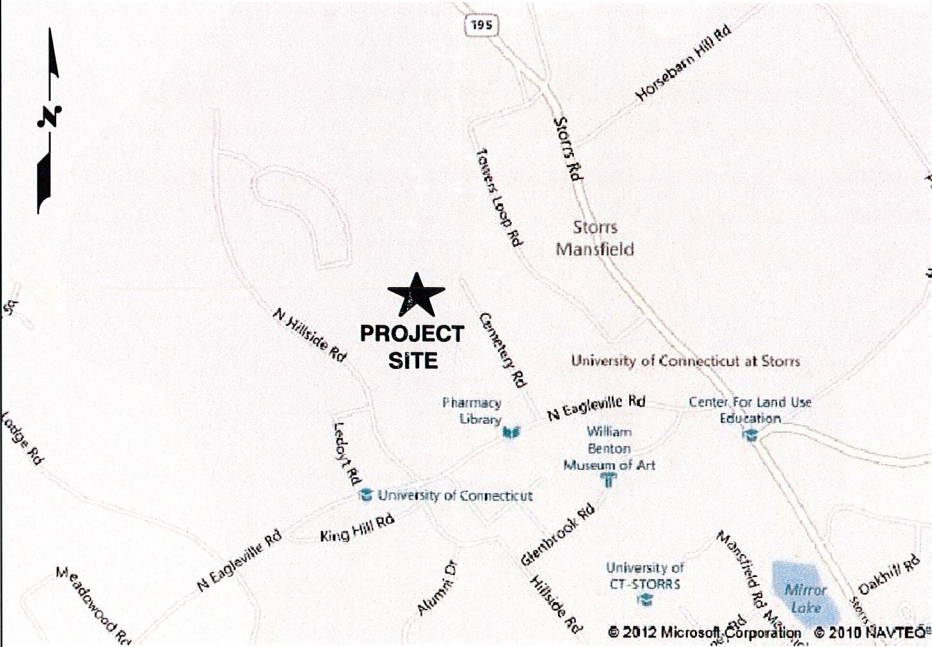 195
Horsebarn Hill Rd
Storrs Rd
N
Towers Loop Rd
Storrs
Mansfield
N Hillside Rd
PROJECT
SITE
Cemetery Rd
University of Connecticut at Storrs
Pharmacy
Library
N Eagleville Rd
Center For Land Use
Education
William
Benton
Museum of Art
Lodge Rd
Ledoyt Rd
University of Connecticut
King Hill Rd
N Eagleville Rd
Glenbrook Rd
Meadowood Rd
Alumni Dr
Hillside Rd
University of
CT-STORRS
Mansfield Rd
Mirror
Lake
Oakhill Rd
Storrs
© 2012 Microsoft Corporation © 2010 NAVTEQ